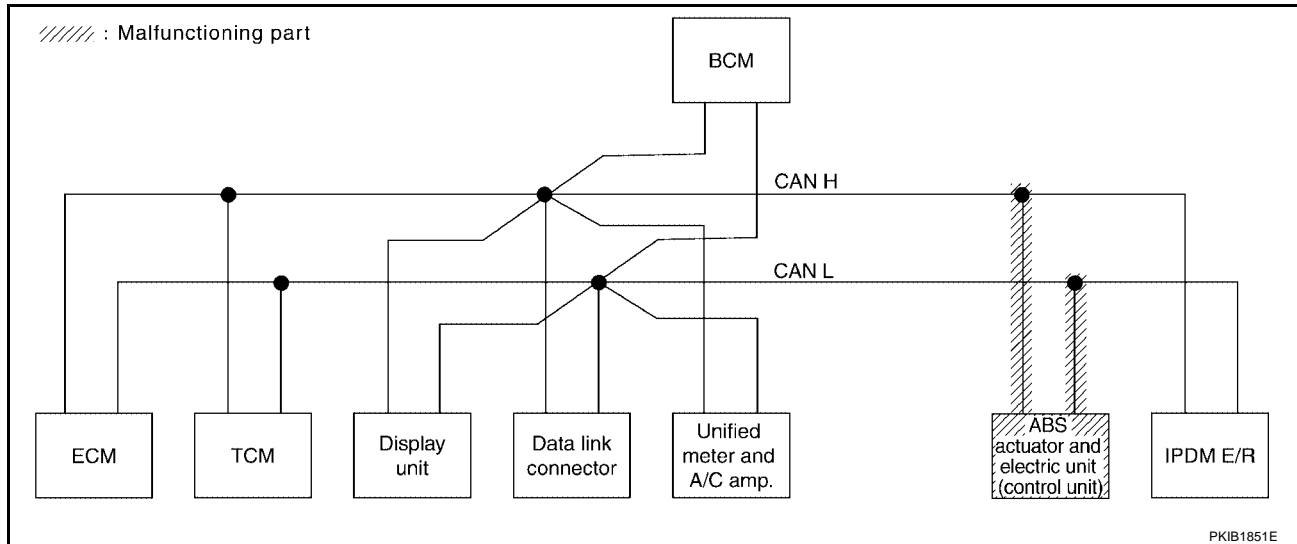 : Malfunctioning part
BCM
CAN H
CAN L
ECM
TCM
Display
unit
Data link
connector
Unified
meter and
A/C amp.
ABS
actuator and
electric unit
(control unit)
IPDM E/R
PKIB1851E